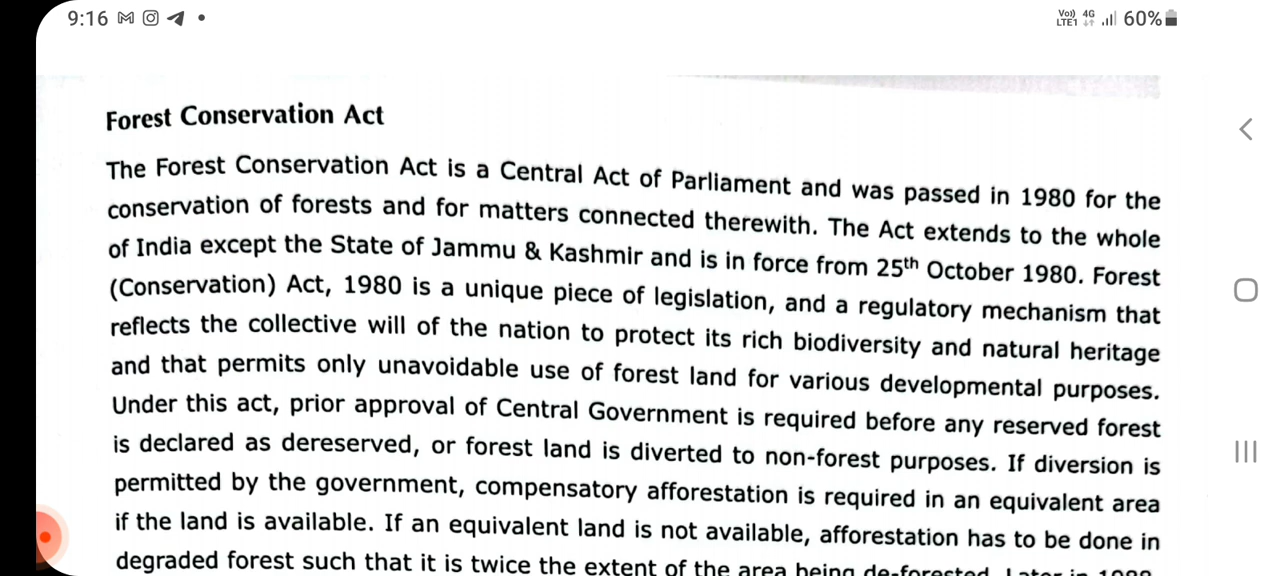 9:16
Vo)) 4G
LTE1 60%
Forest Conservation Act
The Forest Conservation Act is a Central Act of Parliament and was passed in 1980 for the
conservation of forests and for matters connected therewith. The Act extends to the whole
of India except the State of Jammu & Kashmir and is in force from 25th October 1980. Forest
(Conservation) Act, 1980 is a unique piece of legislation, and a regulatory mechanism that
reflects the collective will of the nation to protect its rich biodiversity and natural heritage
and that permits only unavoidable use of forest land for various developmental purposes.
Under this act, prior approval of Central Government is required before any reserved forest
is declared as dereserved, or forest land is diverted to non-forest purposes. If diversion is
permitted by the government, compensatory afforestation is required in an equivalent area
if the land is available. If an equivalent land is not available, afforestation has to be done in
degraded forest such that it is twice the extent of the area being de-forested. Later in